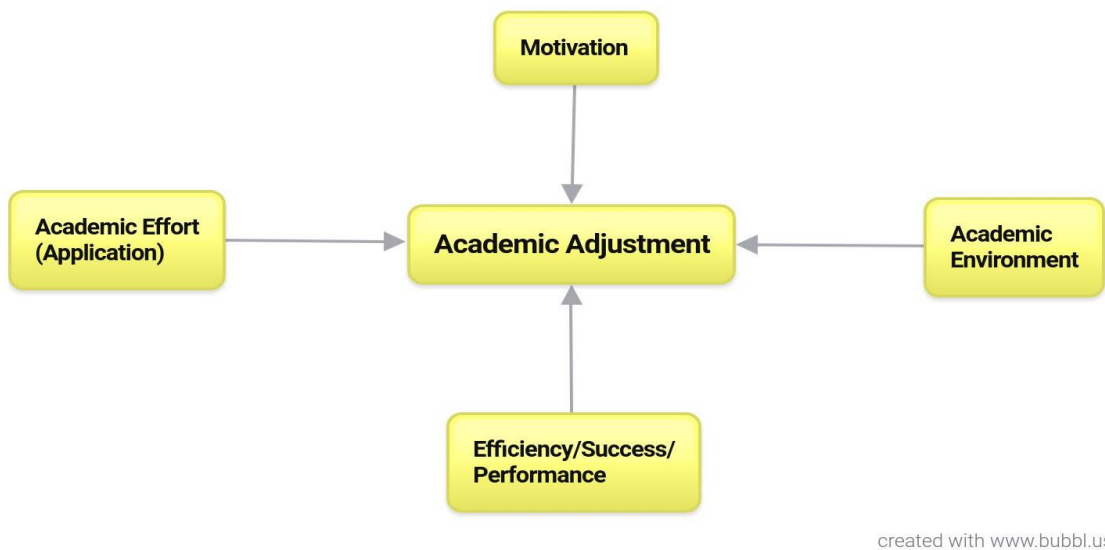 Motivation
Academic Effort
(Application)
Academic Adjustment
Academic
Environment
Efficiency/Success/
Performance
created with www.bubbl.us